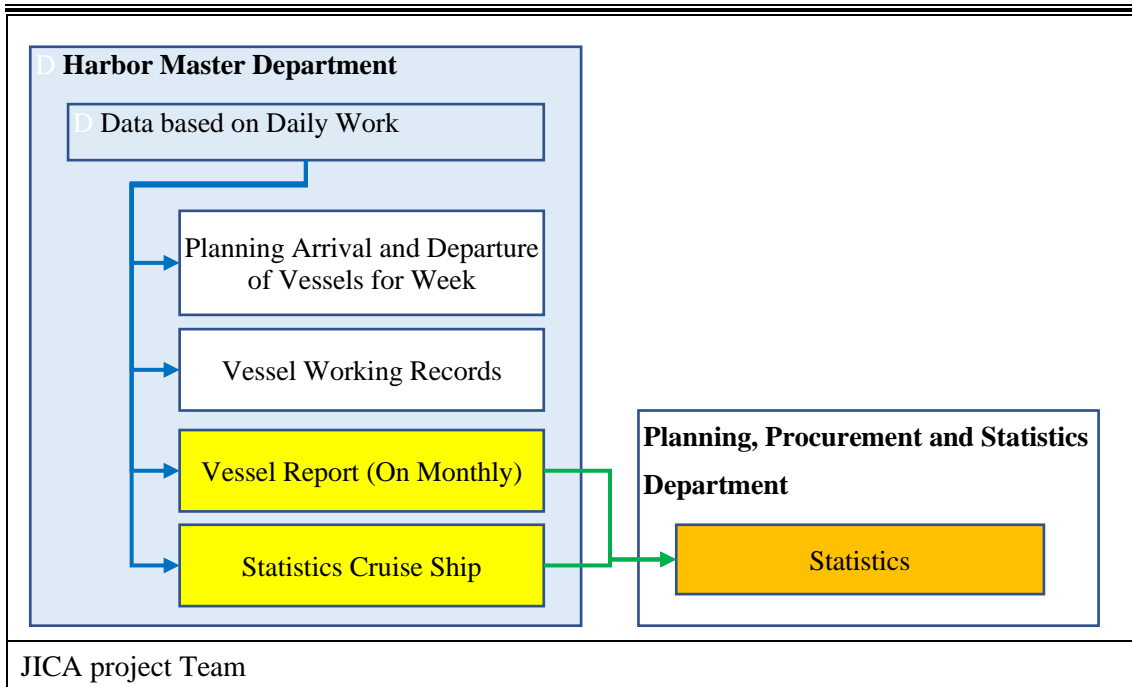 D Harbor Master Department
D Data based on Daily Work
Planning Arrival and Departure
of Vessels for Week
Vessel Working Records
Vessel Report (On Monthly)
Statistics Cruise Ship
Planning, Procurement and Statistics
Department
Statistics
JICA project Team